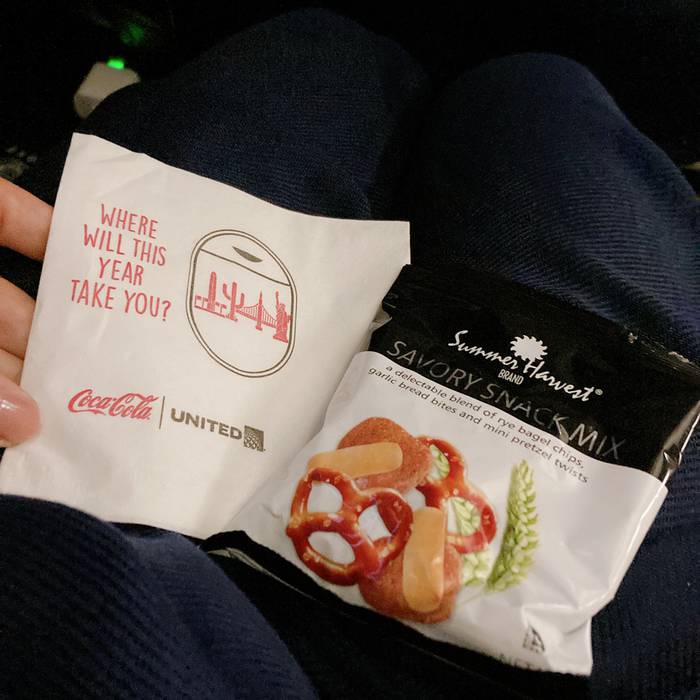 WHERE
WILL THIS
YEAR
TAKE YOU?
Coca-Cola | UNITED
Summer Harvest®
BRAND
SAVORY SNACK MIX
a delectable blend of rye bagel chips,
garlic bread bites and mini pretzel twists